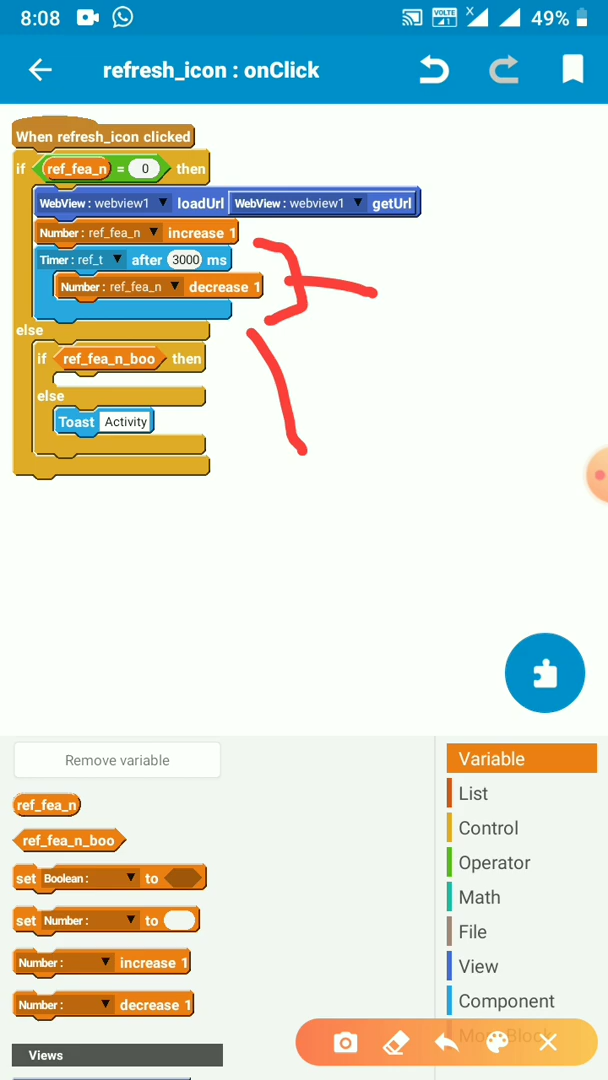 8:08 VOLTE 1 X 49%
refresh_icon : onClick
When refresh_icon clicked
if ref_fea_n = 0 then
WebView : webview1 loadUrl WebView : webview1 getUrl
Number : ref_fea_n increase 1
Timer : ref_t after 3000 ms
Number : ref_fea_n decrease 1
else
if ref_fea_n_boo then
else
Toast Activity
Remove variable
ref_fea_n
ref_fea_n_boo
set Boolean : to
set Number : to
Number : increase 1
Number : decrease 1
Views
Variable
List
Control
Operator
Math
File
View
Component